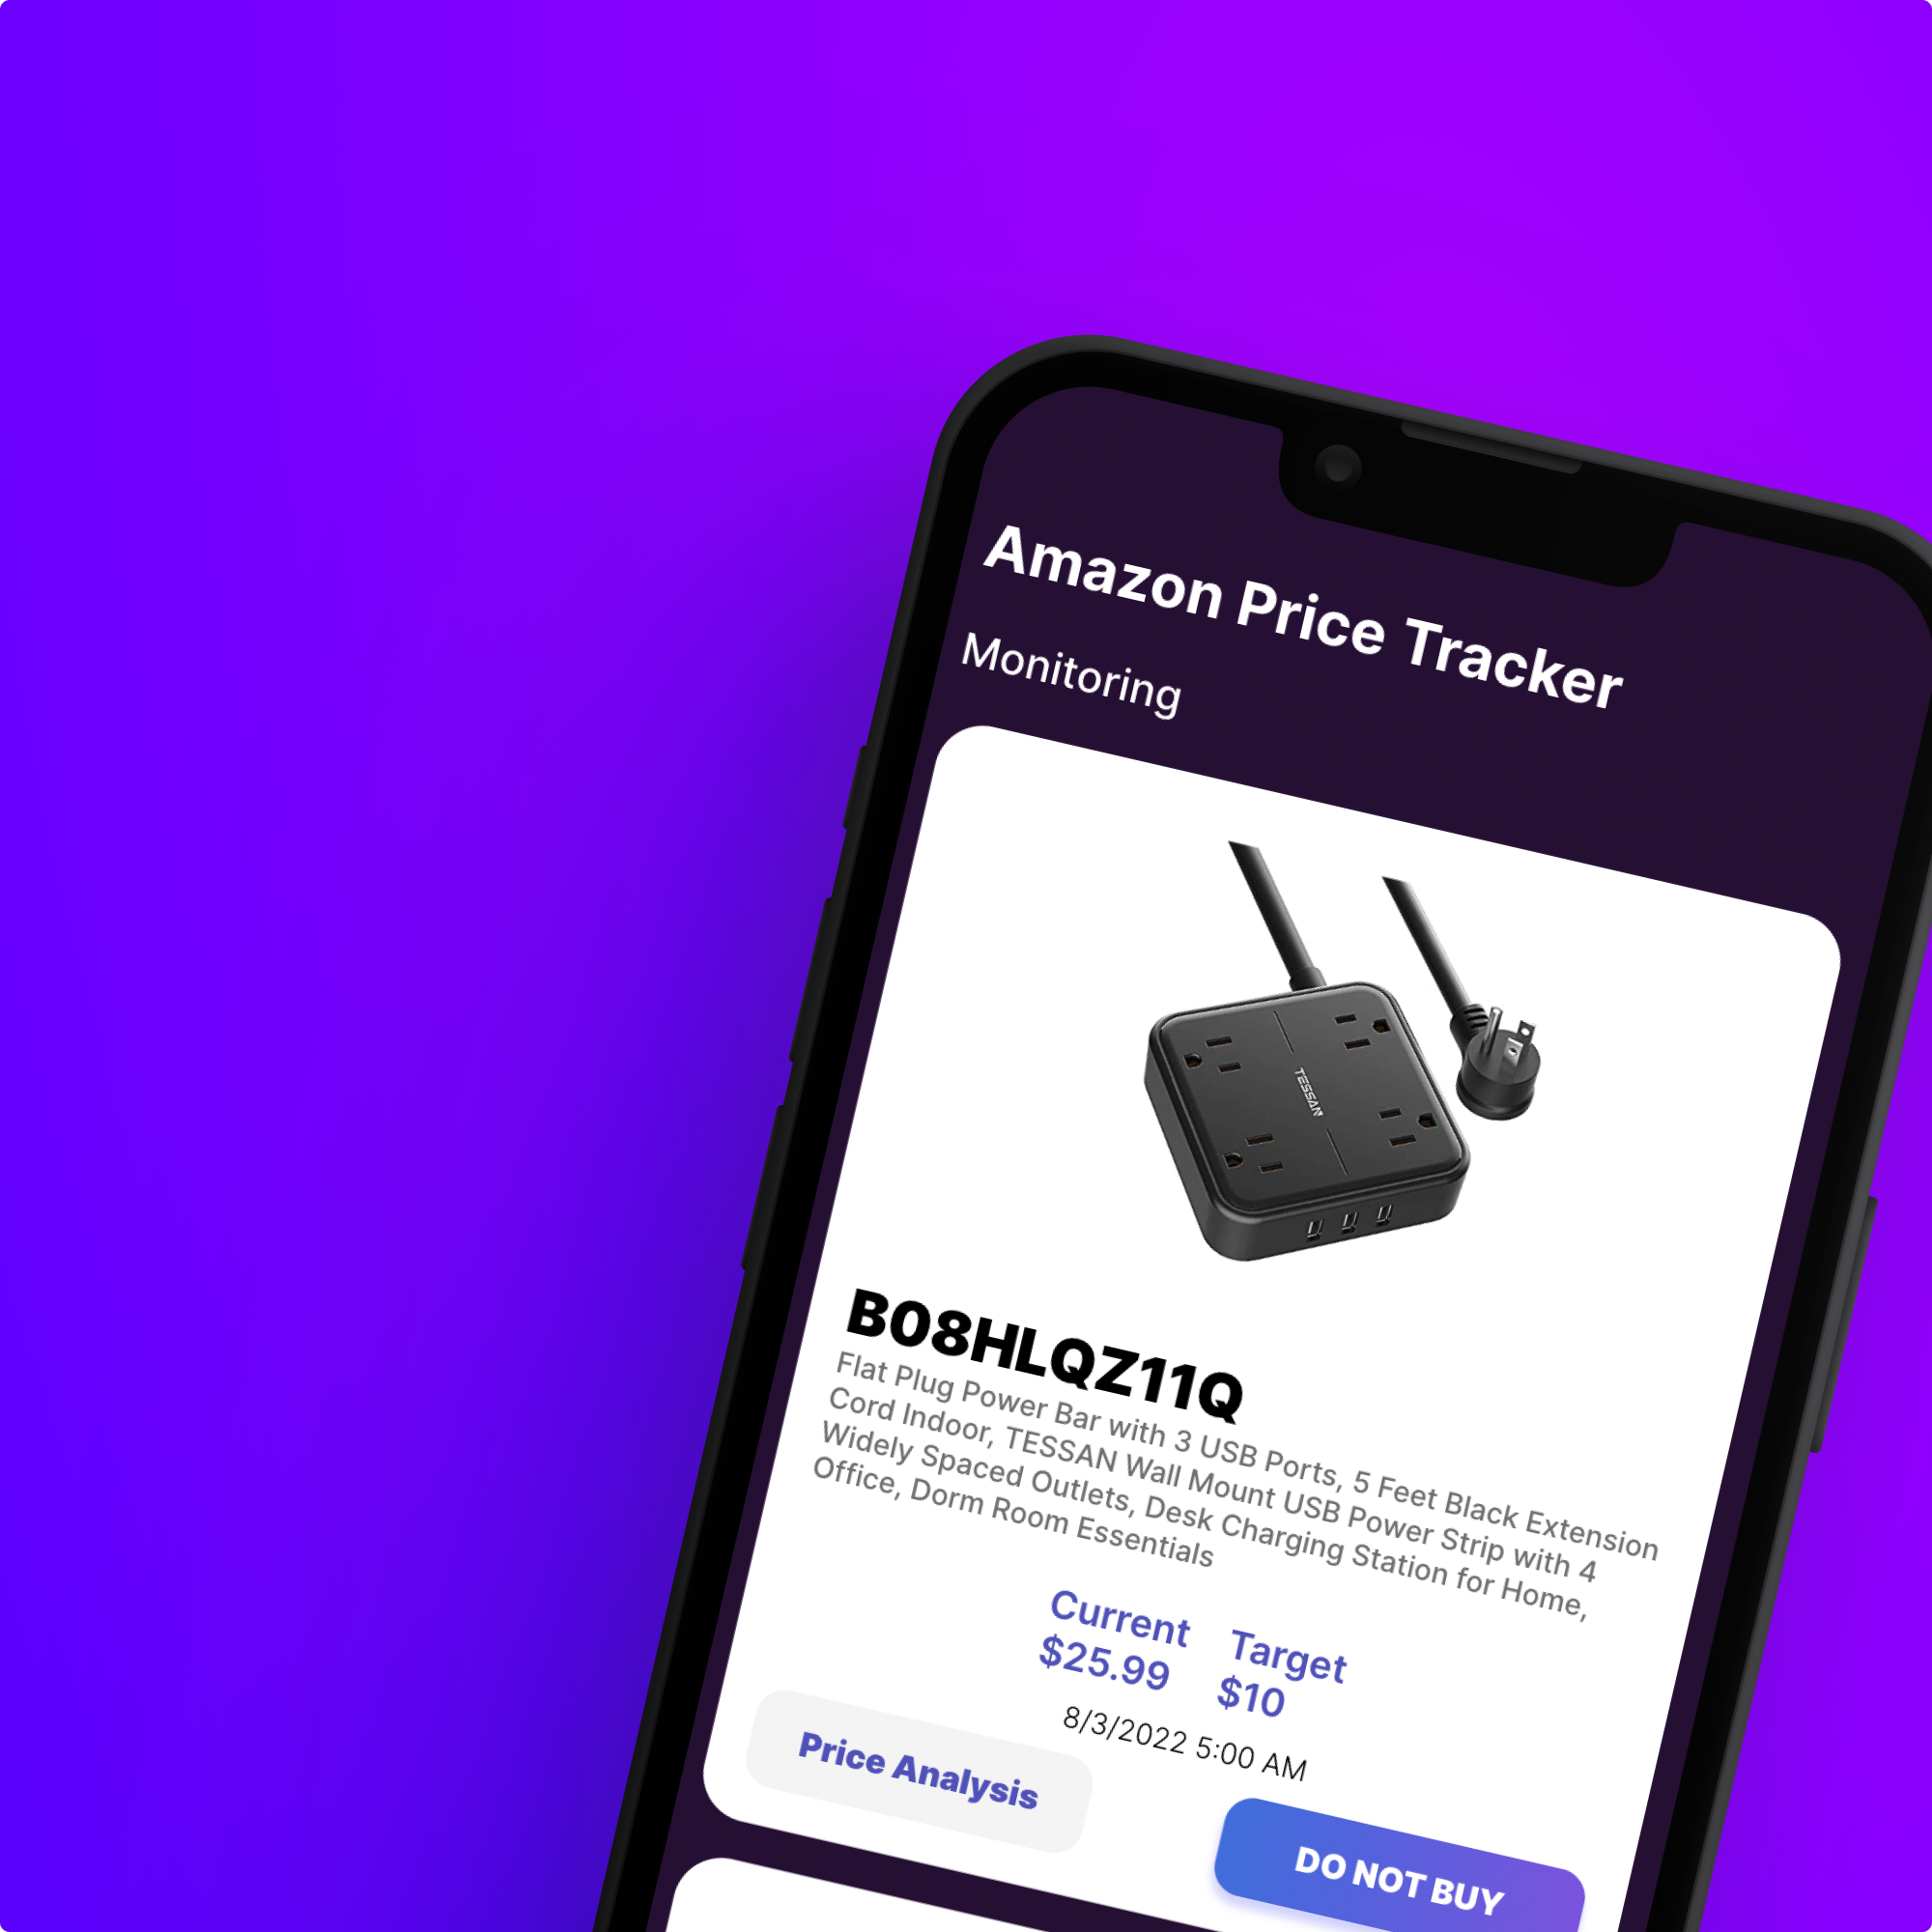 Amazon Price Tracker
Monitoring
TESSAN
B08HLQZ11Q
Flat Plug Power Bar with 3 USB Ports, 5 Feet Black Extension
Cord Indoor, TESSAN Wall Mount USB Power Strip with 4
Widely Spaced Outlets, Desk Charging Station for Home,
Office, Dorm Room Essentials
Current Target
$25.99 $10
8/3/2022 5:00 AM
Price Analysis
DO NOT BUY